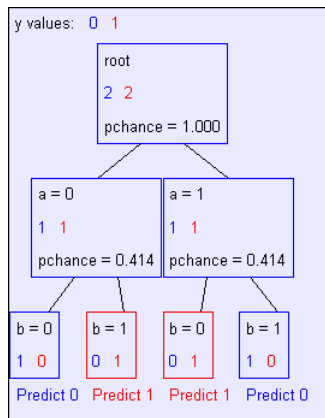 y values: 0 1
root
2 2
pchance = 1.000
a = 0
1 1
pchance = 0.414
a = 1
1 1
pchance = 0.414
b = 0
1 0
Predict 0
b = 1
0 1
Predict 1
b = 0
0 1
Predict 1
b = 1
1 0
Predict 0